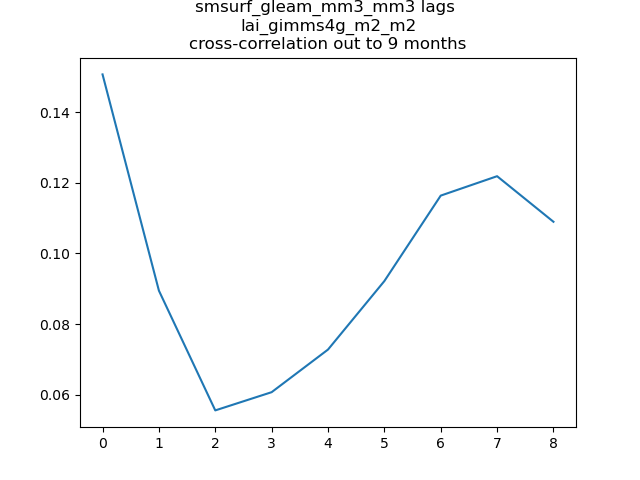 smsurf_gleam_mm3_mm3 lags
lai_gimms4g_m2_m2
cross-correlation out to 9 months
0.14
0.12
0.10
0.08
0.06
0 1 2 3 4 5 6 7 8